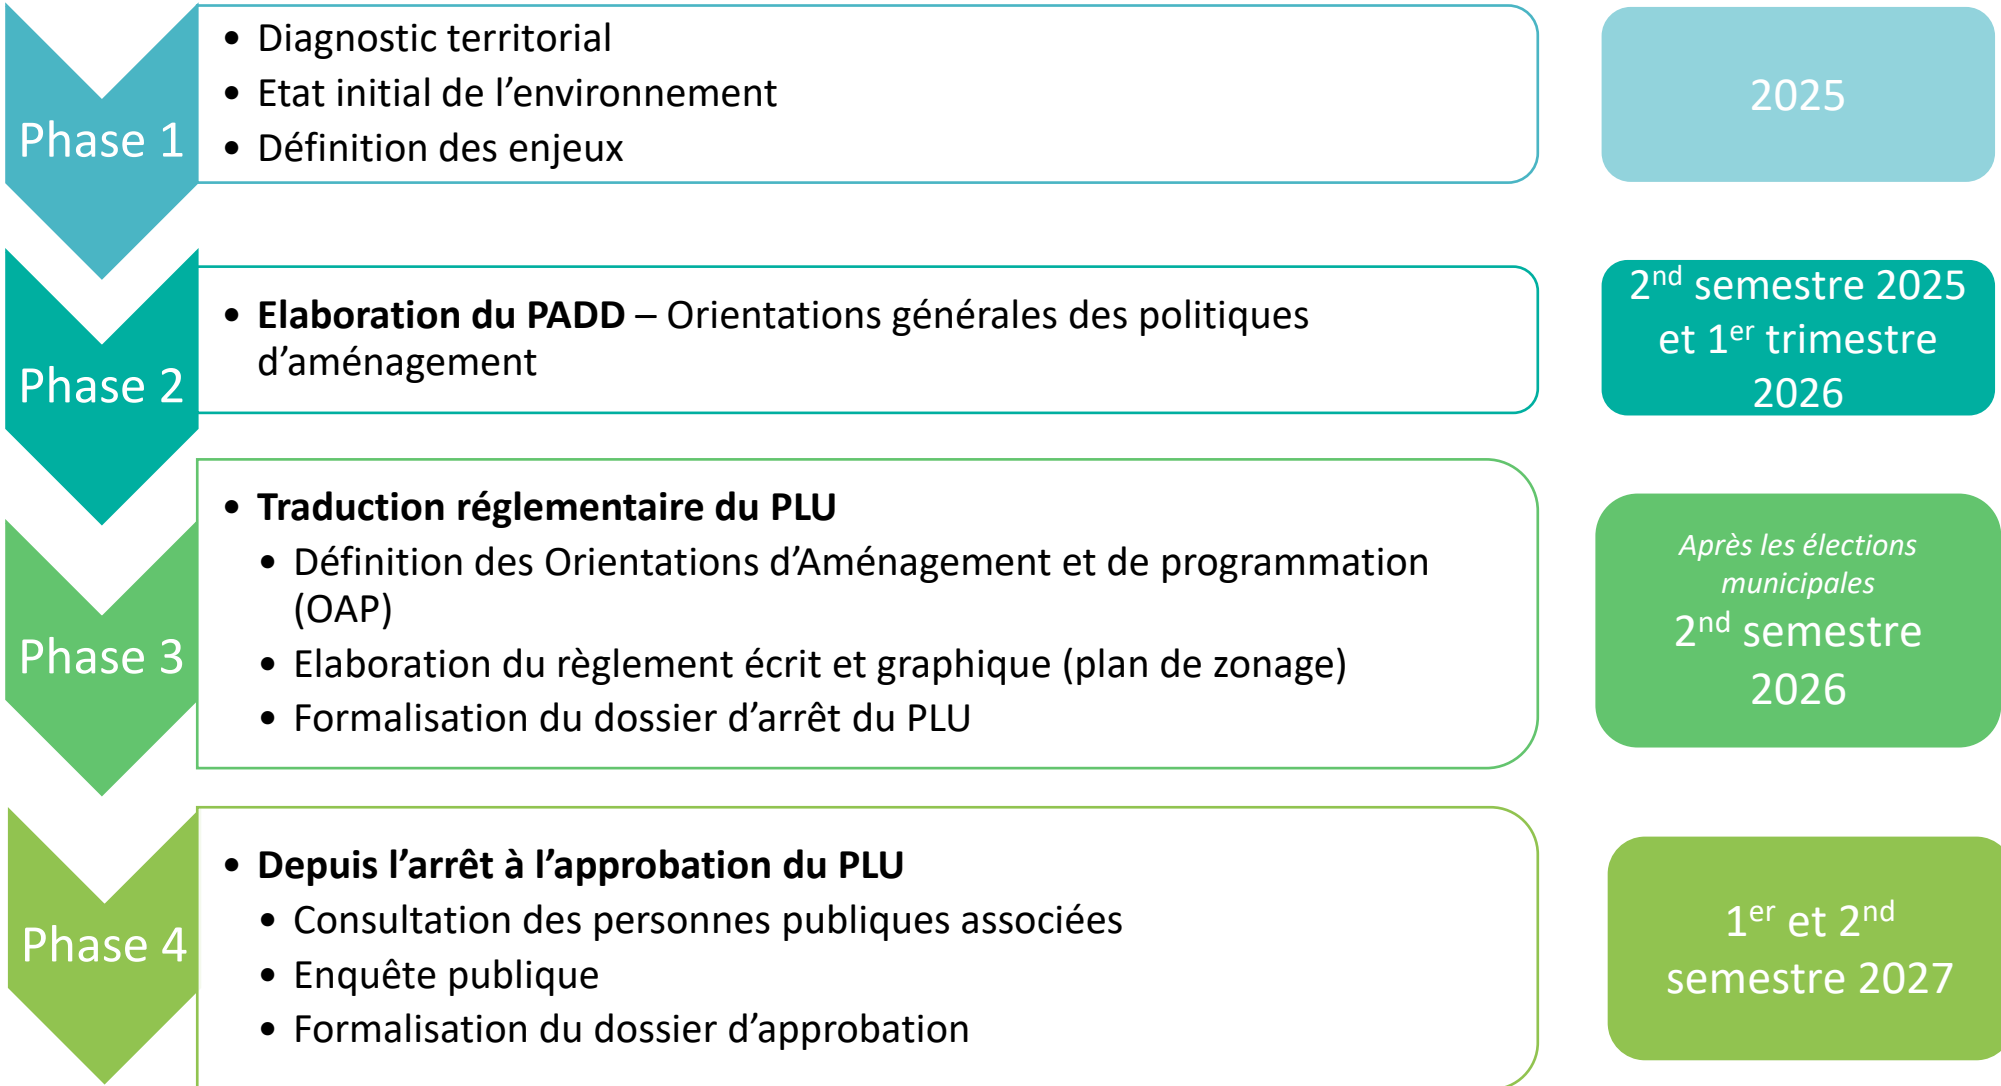 Phase 1
• Diagnostic territorial
• Etat initial de l'environnement
• Définition des enjeux
2025
Phase 2
• Elaboration du PADD – Orientations générales des politiques
d'aménagement
2nd semestre 2025
et 1er trimestre
2026
Phase 3
• Traduction réglementaire du PLU
• Définition des Orientations d'Aménagement et de programmation
(OAP)
• Elaboration du règlement écrit et graphique (plan de zonage)
• Formalisation du dossier d'arrêt du PLU
Après les élections
municipales
2nd semestre
2026
Phase 4
• Depuis l'arrêt à l'approbation du PLU
• Consultation des personnes publiques associées
• Enquête publique
• Formalisation du dossier d'approbation
1er et 2nd
semestre 2027